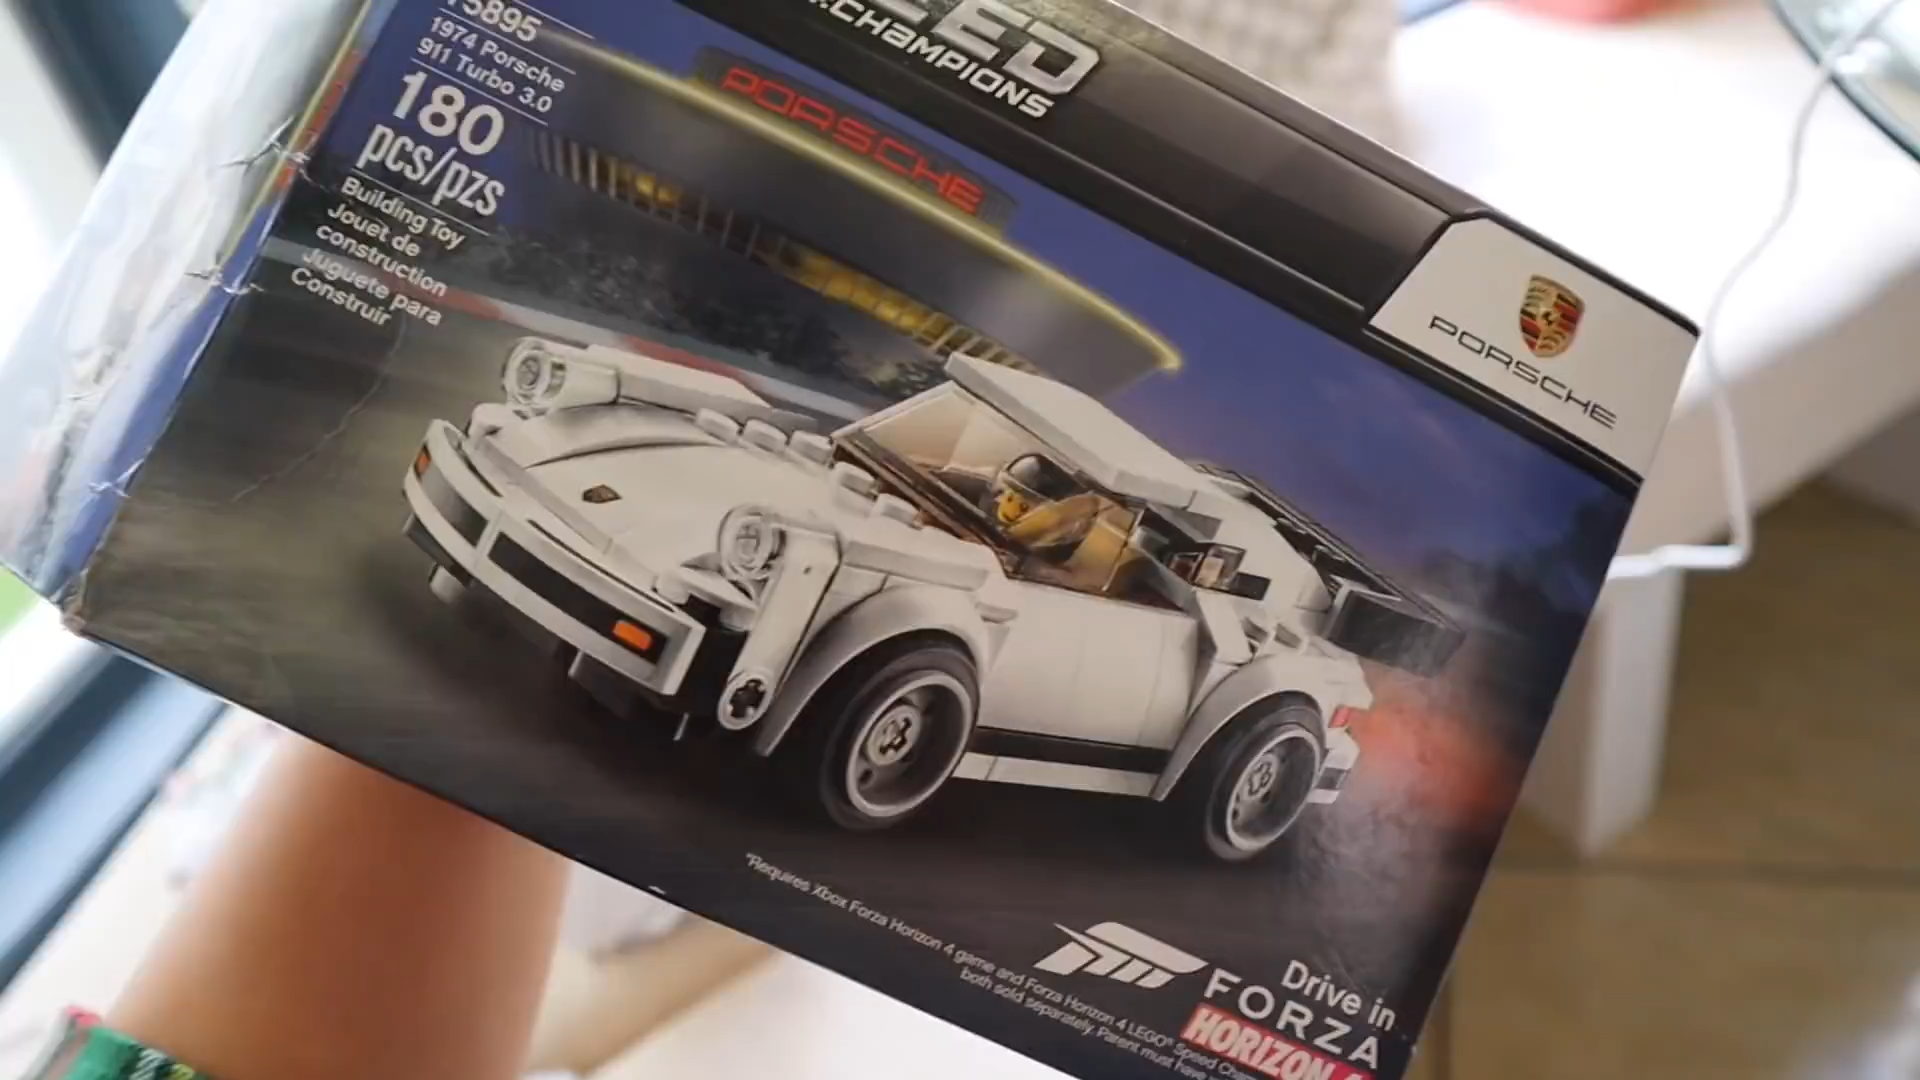 75895
1974 Porsche
911 Turbo 3.0
180
pcs/pzs
Building Toy
Jouet de
construction
Juguete para
Construir
CHAMPIONS
PORSCHE
PORSCHE
*Requires Xbox Forza Horizon 4 game and Forza Horizon 4 LEGO® Speed
both sold separately. Parent must have
Drive in
FORZA
HORIZON 4